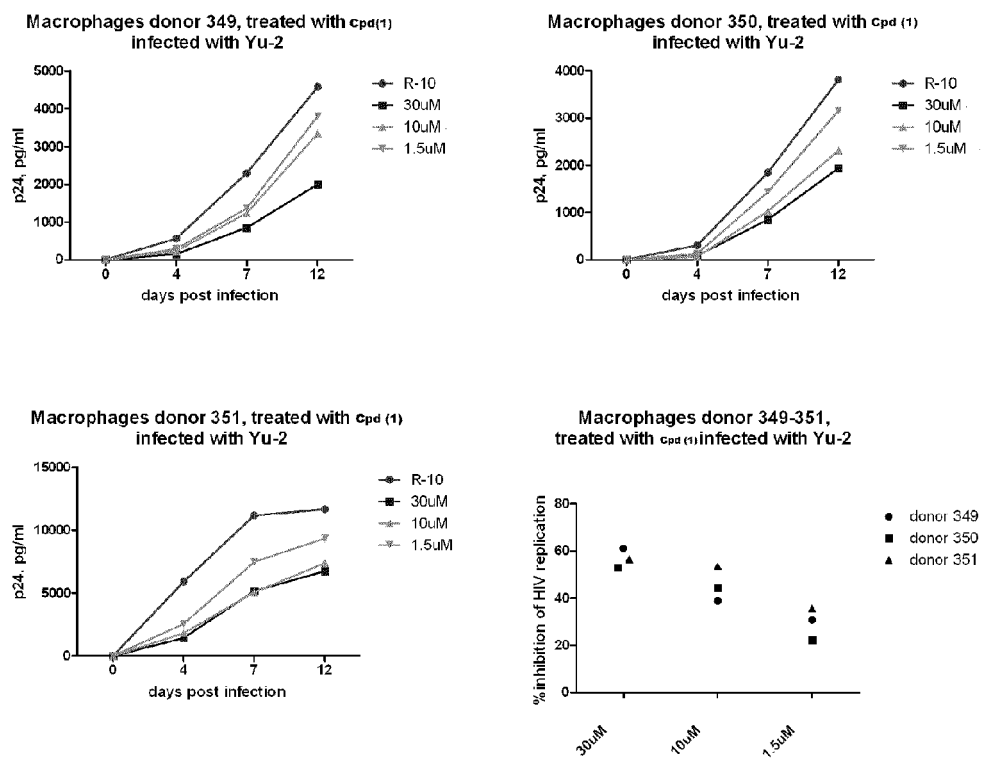 Macrophages donor 349, treated with Cpd(1)
infected with Yu-2
5000
4000
3000
2000
1000
0
p24, pg/ml
0 4 7 12
days post infection
R-10
30uM
10uM
1.5uM
Macrophages donor 350, treated with Cpd (1)
infected with Yu-2
4000
3000
2000
1000
0
p24, pg/ml
0 4 7 12
days post infection
R-10
30uM
10uM
1.5uM
Macrophages donor 351, treated with Cpd (1)
infected with Yu-2
15000
10000
5000
0
p24, pg/ml
0 4 7 12
days post infection
R-10
30uM
10uM
1.5uM
Macrophages donor 349-351,
treated with Cpd (1) infected with Yu-2
80
60
40
20
0
% inhibition of HIV replication
30uM 10uM 1.5uM
donor 349
donor 350
donor 351